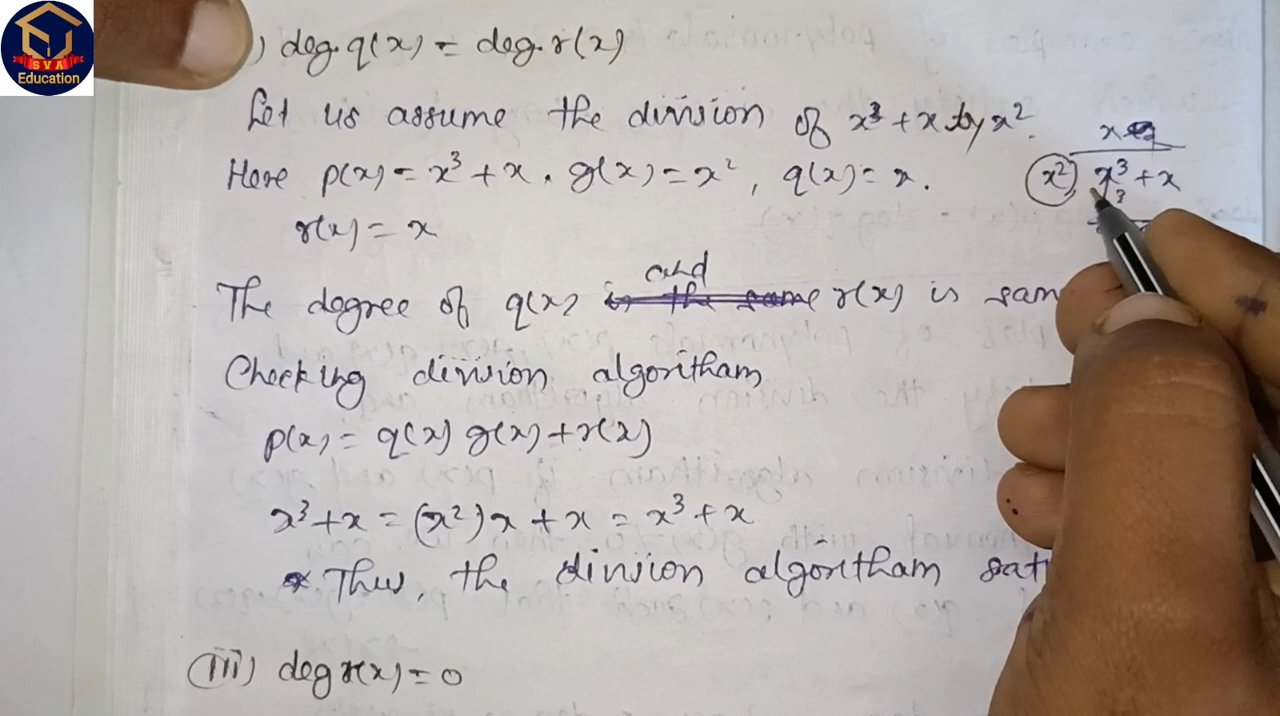 SVA
Education
) deg. q(x) = deg. r(x)
Let us assume the division of x³ + x by x².
Here p(x) = x³ + x. g(x) = x², q(x) = x.
r(x) = x
x
x²) x³ + x
and
The degree of q(x) is the same r(x) is sam
Checking division algoritham
p(x) = q(x) g(x) + r(x)
x³ + x = (x²) x + x = x³ + x
Thus, the division algoritham sat
(iii) deg r(x) = 0